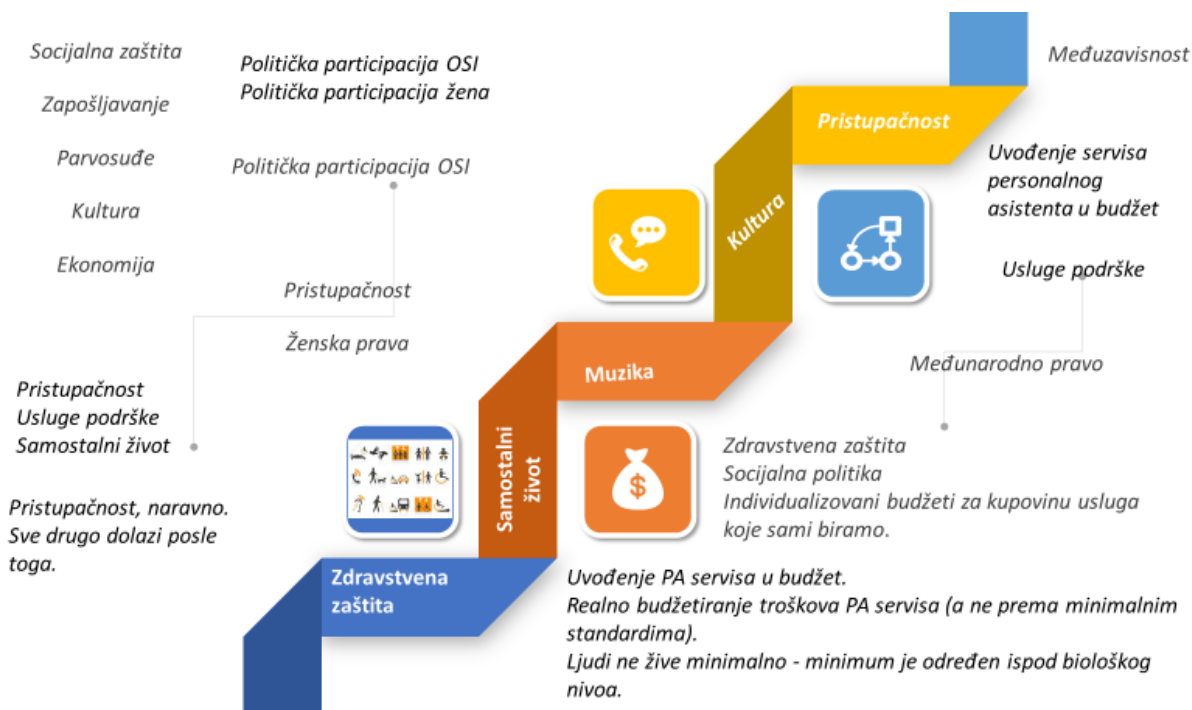 Socijalna zaštita
Zapošljavanje
Parvosuđe
Kultura
Ekonomija
Politička participacija OSI
Politička participacija žena
Politička participacija OSI
Pristupačnost
Ženska prava
Pristupačnost
Usluge podrške
Samostalni život
Pristupačnost, naravno.
Sve drugo dolazi posle
toga.
Zdravstvena
zaštita
Samostalni
život
Muzika
Kultura
Pristupačnost
Međuzavisnost
Uvođenje servisa
personalnog
asistenta u budžet
Usluge podrške
Međunarodno pravo
Zdravstvena zaštita
Socijalna politika
Individualizovani budžeti za kupovinu usluga
koje sami biramo.
Uvođenje PA servisa u budžet.
Realno budžetiranje troškova PA servisa (a ne prema minimalnim
standardima).
Ljudi ne žive minimalno - minimum je određen ispod biološkog
nivoa.
$